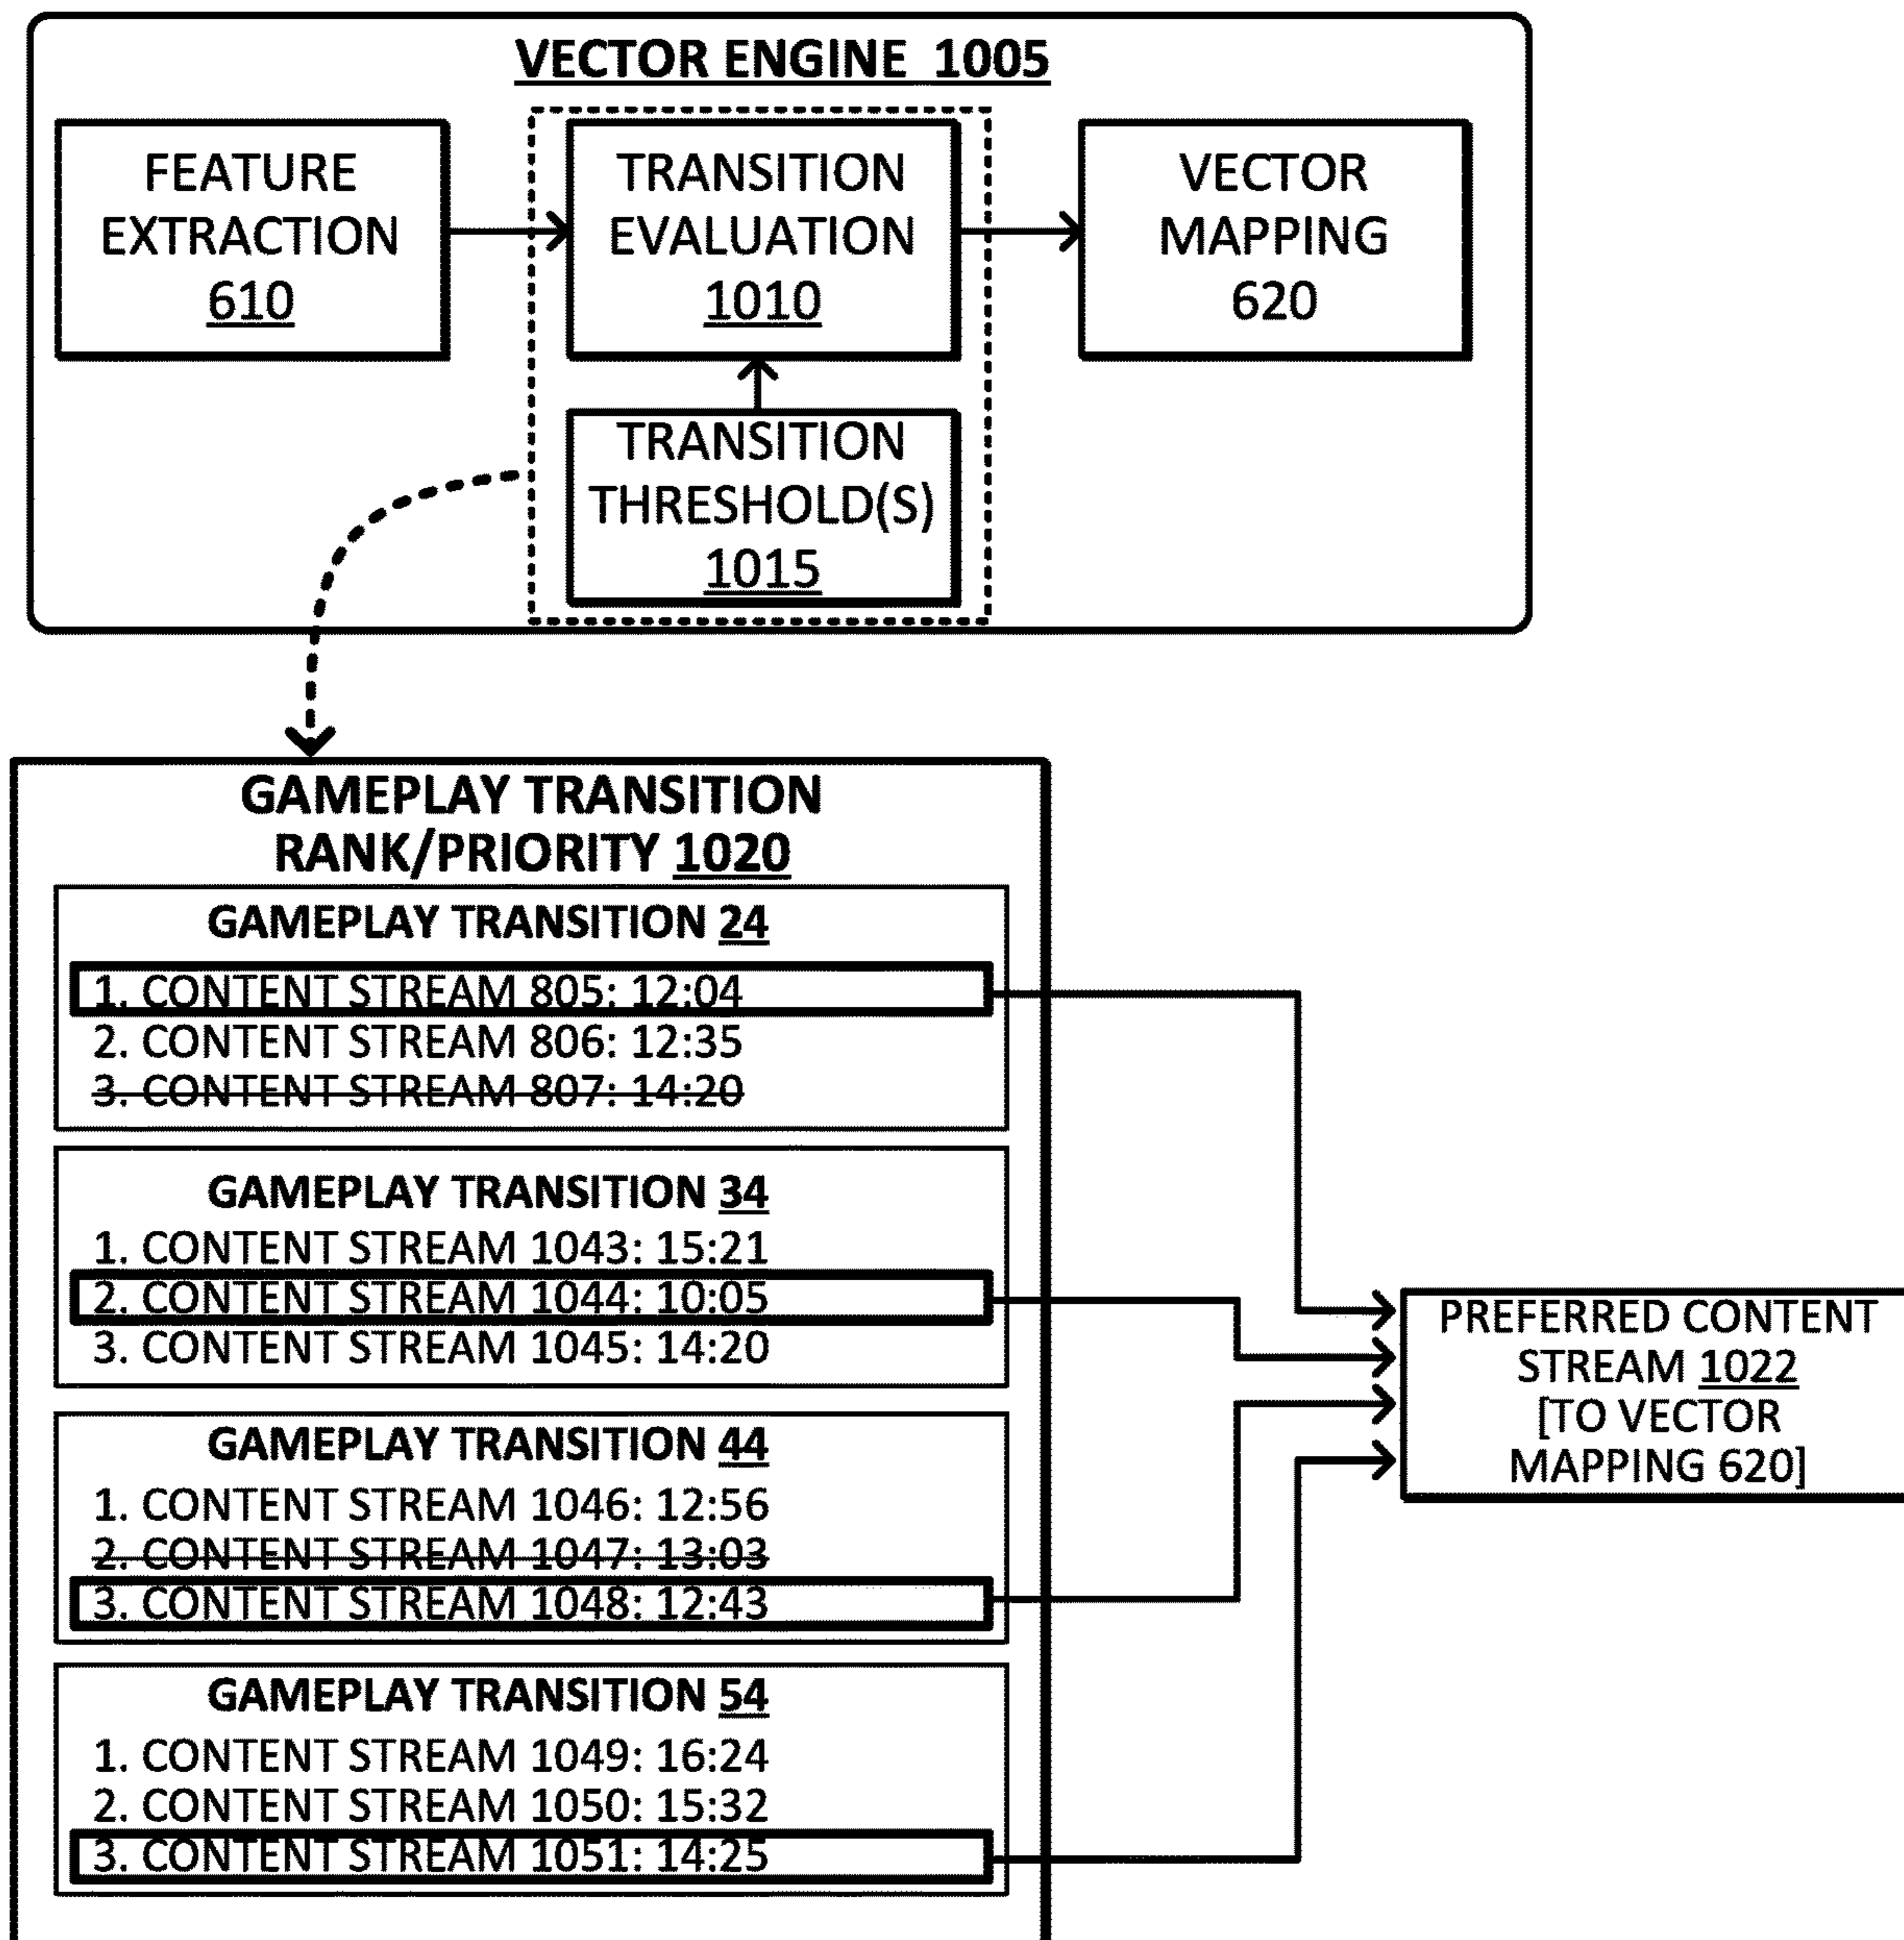 VECTOR ENGINE 1005
FEATURE
EXTRACTION
610
TRANSITION
EVALUATION
1010
VECTOR
MAPPING
620
TRANSITION
THRESHOLD(S)
1015
GAMEPLAY TRANSITION
RANK/PRIORITY 1020
GAMEPLAY TRANSITION 24
1. CONTENT STREAM 805: 12:04
2. CONTENT STREAM 806: 12:35
3. CONTENT STREAM 807: 14:20
GAMEPLAY TRANSITION 34
1. CONTENT STREAM 1043: 15:21
2. CONTENT STREAM 1044: 10:05
3. CONTENT STREAM 1045: 14:20
GAMEPLAY TRANSITION 44
1. CONTENT STREAM 1046: 12:56
2. CONTENT STREAM 1047: 13:03
3. CONTENT STREAM 1048: 12:43
GAMEPLAY TRANSITION 54
1. CONTENT STREAM 1049: 16:24
2. CONTENT STREAM 1050: 15:32
3. CONTENT STREAM 1051: 14:25
PREFERRED CONTENT
STREAM 1022
[TO VECTOR
MAPPING 620]